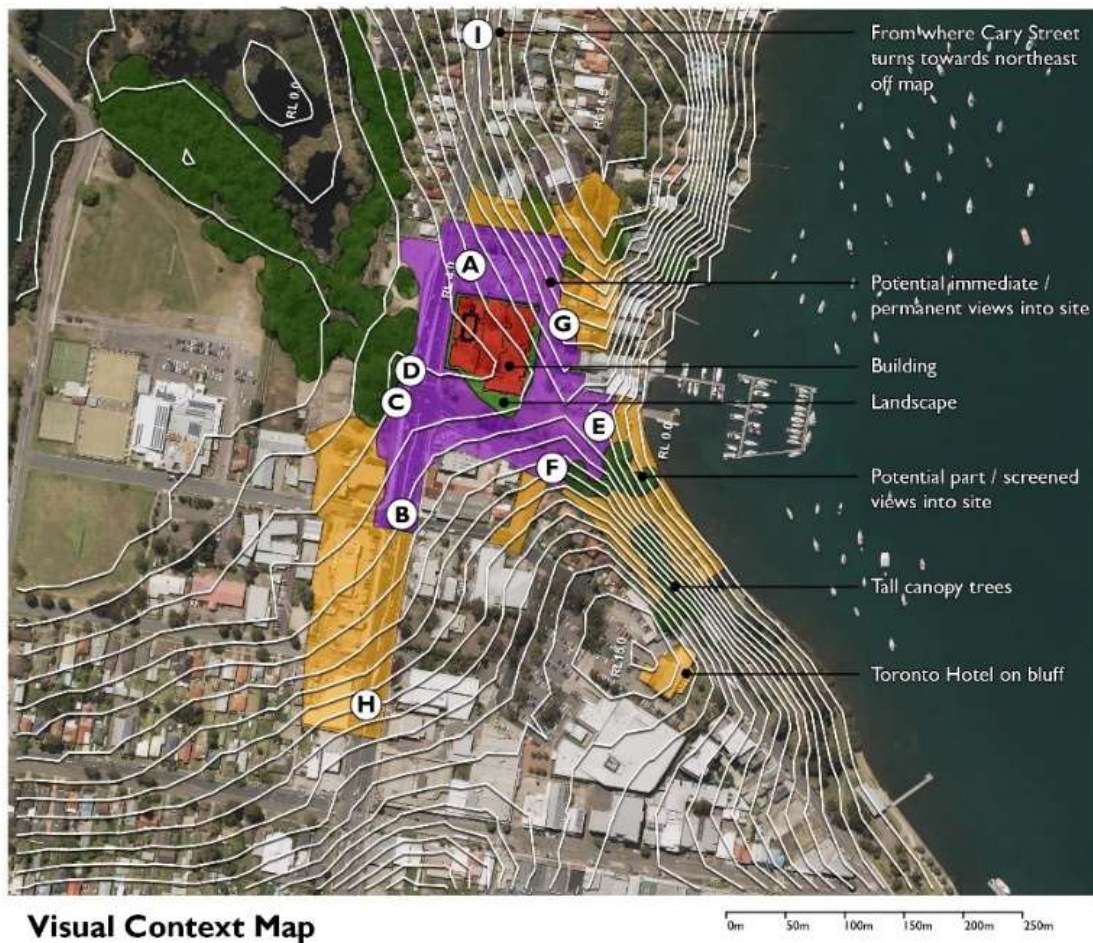 I
From where Cary Street
turns towards northeast
off map
RL 0.0
A
Potential immediate /
permanent views into site
G
D
Building
C
Landscape
E
RL 0.0
F
Potential part / screened
views into site
B
Tall canopy trees
RL 15.0
Toronto Hotel on bluff
H
Visual Context Map
0m 50m 100m 150m 200m 250m